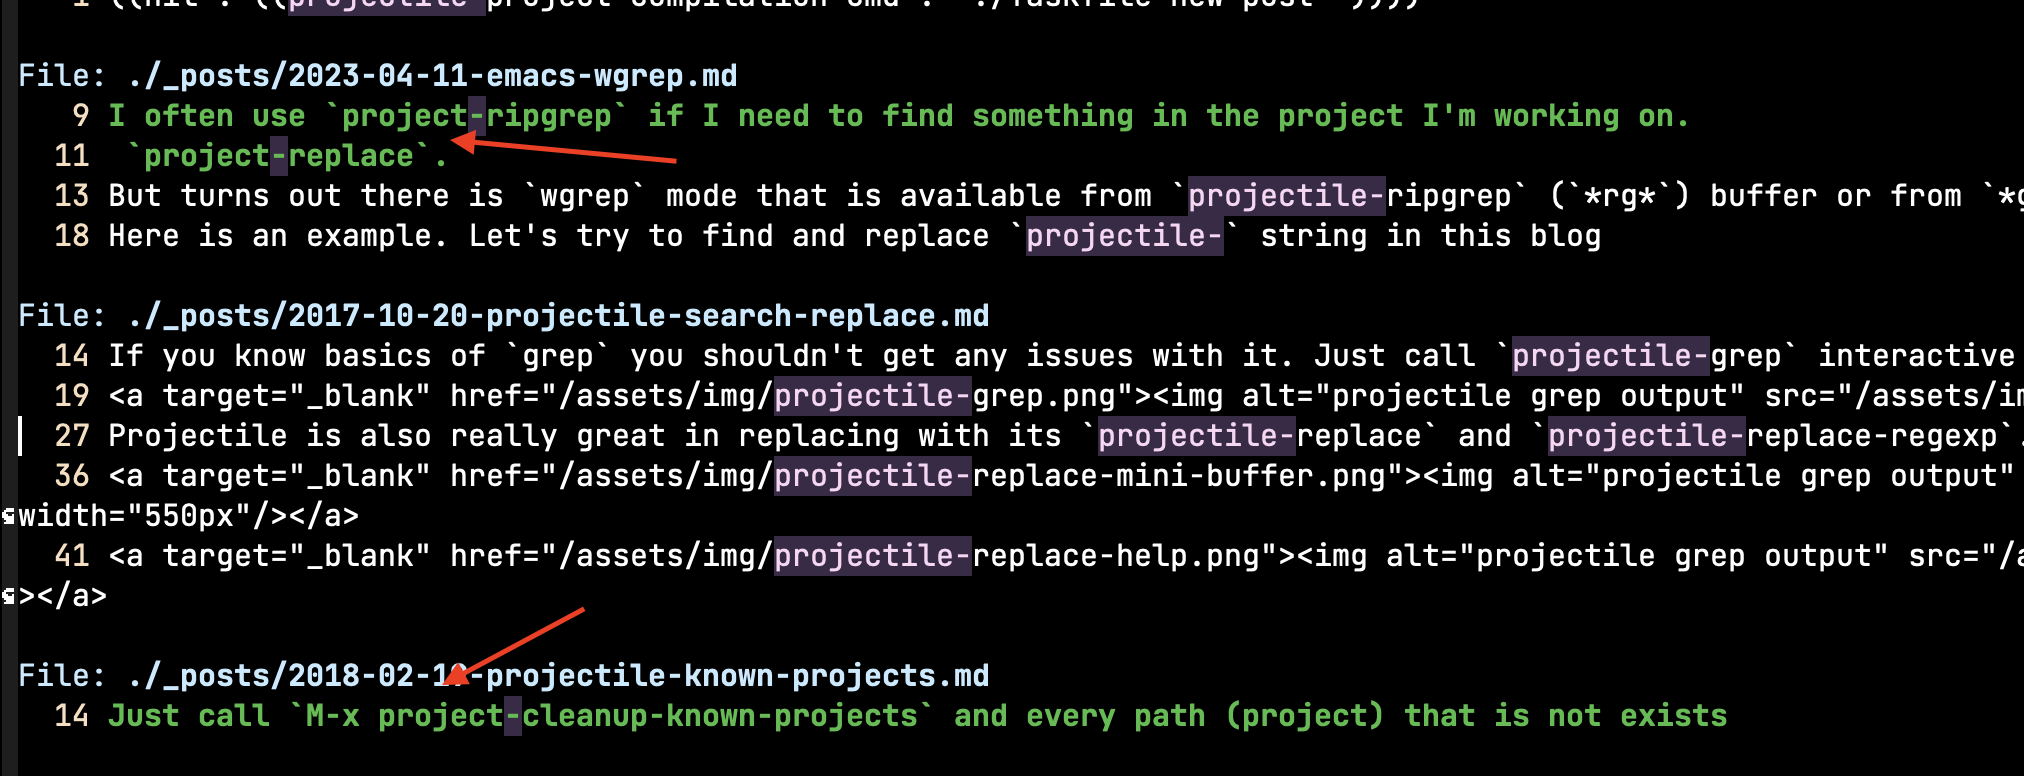 File: ./_posts/2023-04-11-emacs-wgrep.md
9 I often use `project-ripgrep` if I need to find something in the project I'm working on.
11 `project-replace`.
13 But turns out there is `wgrep` mode that is available from `projectile-ripgrep` (`*rg*`) buffer or from `*g
18 Here is an example. Let's try to find and replace `projectile-` string in this blog
File: ./_posts/2017-10-20-projectile-search-replace.md
14 If you know basics of `grep` you shouldn't get any issues with it. Just call `projectile-grep` interactive
19 <a target="_blank" href="/assets/img/projectile-grep.png"><img alt="projectile grep output" src="/assets/im
27 Projectile is also really great in replacing with its `projectile-replace` and `projectile-replace-regexp`.
36 <a target="_blank" href="/assets/img/projectile-replace-mini-buffer.png"><img alt="projectile grep output"
width="550px"/></a>
41 <a target="_blank" href="/assets/img/projectile-replace-help.png"><img alt="projectile grep output" src="/a
></a>
File: ./_posts/2018-02-19-projectile-known-projects.md
14 Just call `M-x project-cleanup-known-projects` and every path (project) that is not exists